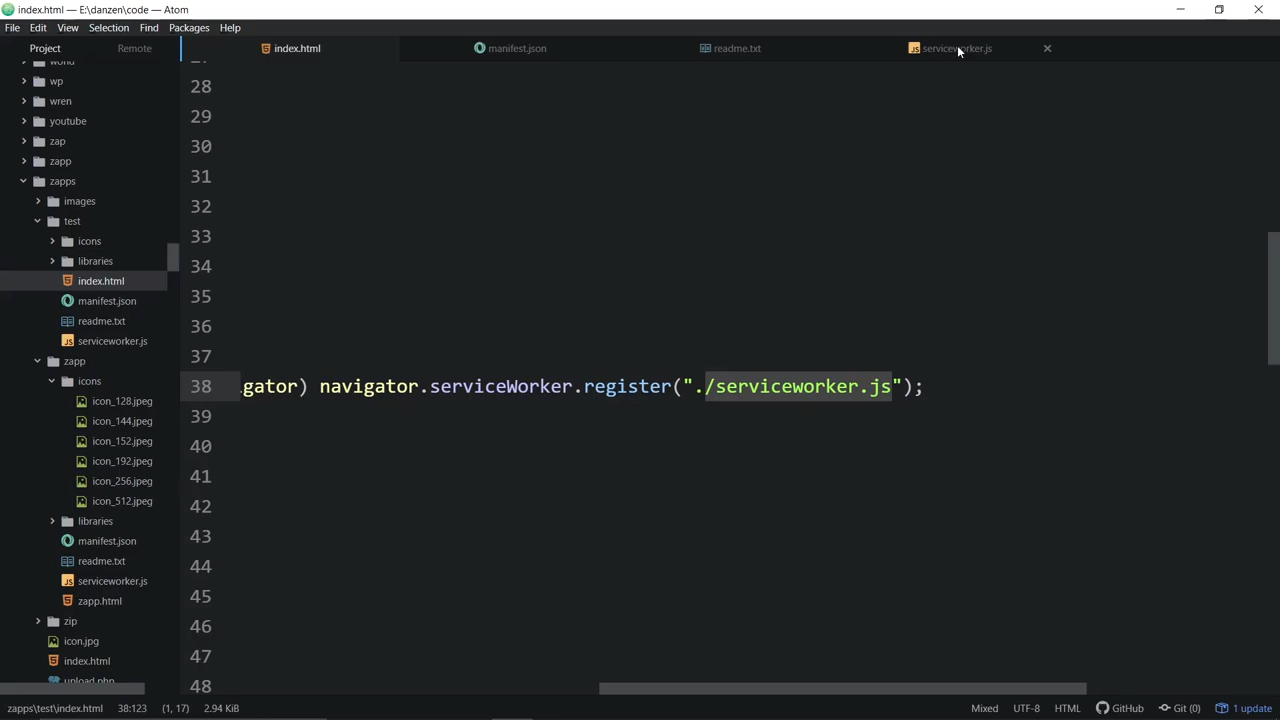 index.html — E:\danzen\code — Atom
File Edit View Selection Find Packages Help
Project Remote
index.html
manifest.json
readme.txt
serviceworker.js
world
wp
wren
youtube
zap
zapp
zapps
images
test
icons
libraries
index.html
manifest.json
readme.txt
serviceworker.js
zapp
icons
icon_128.jpeg
icon_144.jpeg
icon_152.jpeg
icon_192.jpeg
icon_256.jpeg
icon_512.jpeg
libraries
manifest.json
readme.txt
serviceworker.js
zapp.html
zip
icon.jpg
index.html
upload.php
27
28
29
30
31
32
33
34
35
36
37
38 .gator) navigator.serviceWorker.register("./serviceworker.js");
39
40
41
42
43
44
45
46
47
48
zapps\test\index.html 38:123 (1, 17) 2.94 KiB Mixed UTF-8 HTML GitHub Git (0) 1 update